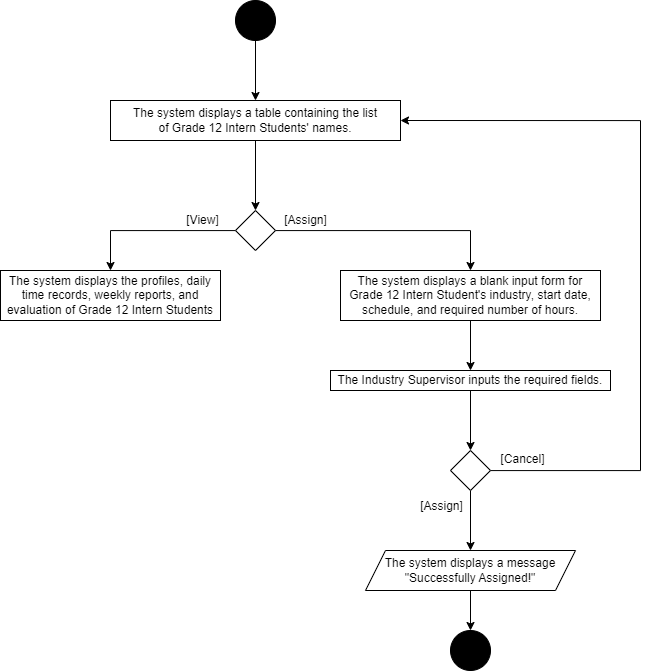 The system displays a table containing the list
of Grade 12 Intern Students' names.
[View]
[Assign]
The system displays the profiles, daily
time records, weekly reports, and
evaluation of Grade 12 Intern Students
The system displays a blank input form for
Grade 12 Intern Student's industry, start date,
schedule, and required number of hours.
The Industry Supervisor inputs the required fields.
[Cancel]
[Assign]
The system displays a message
"Successfully Assigned!"